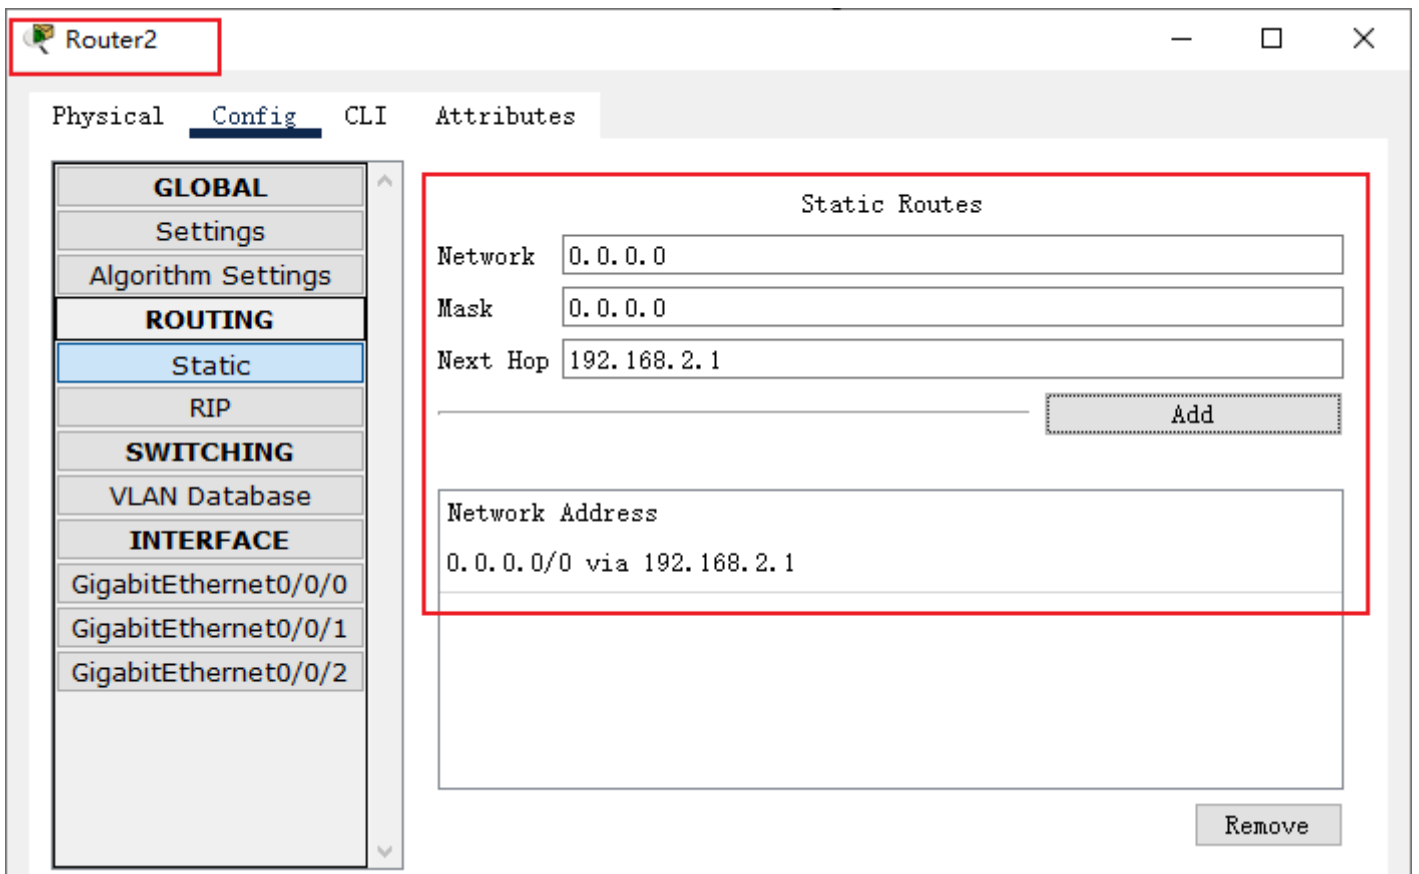 Router2
Physical Config CLI Attributes
GLOBAL
Settings
Algorithm Settings
ROUTING
Static
RIP
SWITCHING
VLAN Database
INTERFACE
GigabitEthernet0/0/0
GigabitEthernet0/0/1
GigabitEthernet0/0/2
Static Routes
Network 0.0.0.0
Mask 0.0.0.0
Next Hop 192.168.2.1
Add
Network Address
0.0.0.0/0 via 192.168.2.1
Remove